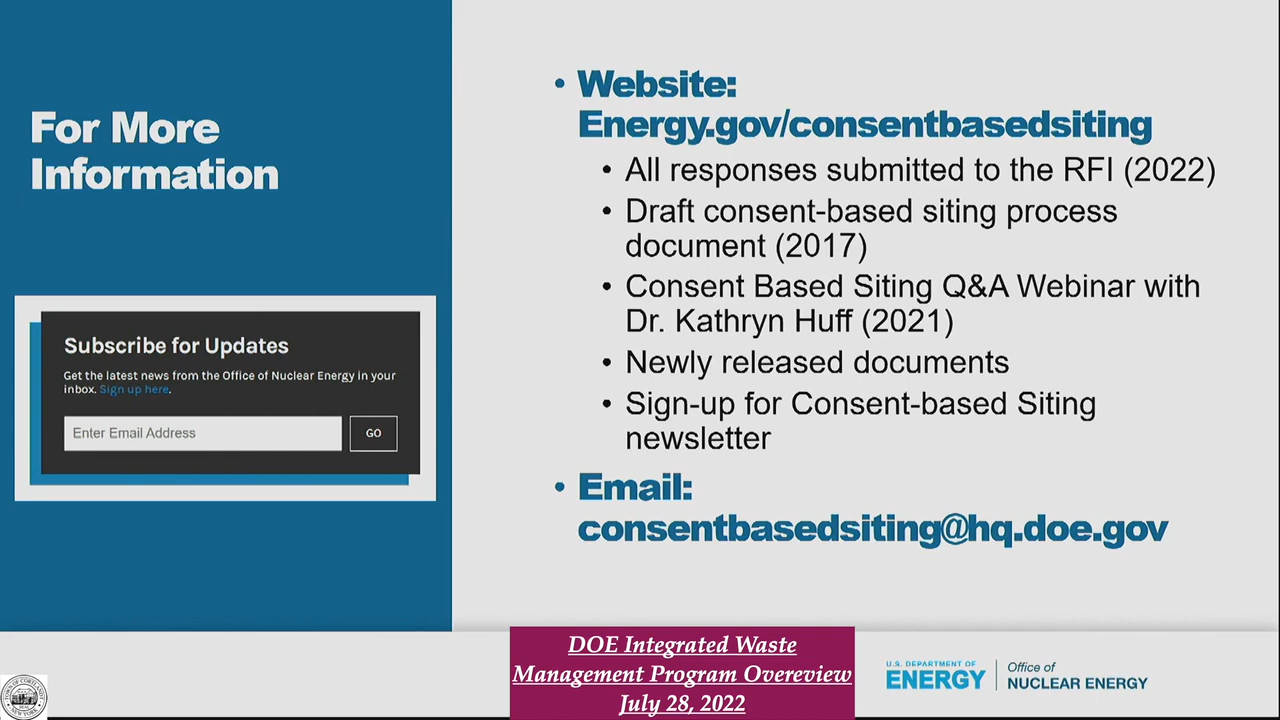 For More
Information
Subscribe for Updates
Get the latest news from the Office of Nuclear Energy in your
inbox. Sign up here.
Enter Email Address
GO
• Website:
Energy.gov/consentbasedsiting
• All responses submitted to the RFI (2022)
• Draft consent-based siting process
document (2017)
• Consent Based Siting Q&A Webinar with
Dr. Kathryn Huff (2021)
• Newly released documents
• Sign-up for Consent-based Siting
newsletter
• Email:
consentbasedsiting@hq.doe.gov
DOE Integrated Waste
Management Program Overeview
July 28, 2022
U.S. DEPARTMENT OF
ENERGY
Office of
NUCLEAR ENERGY